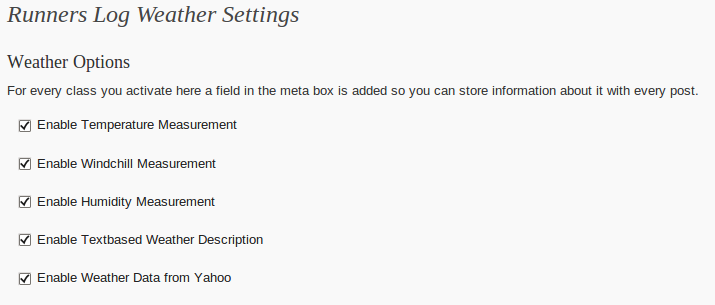 Runners Log Weather Settings
Weather Options
For every class you activate here a field in the meta box is added so you can store information about it with every post.
Enable Temperature Measurement
Enable Windchill Measurement
Enable Humidity Measurement
Enable Textbased Weather Description
Enable Weather Data from Yahoo